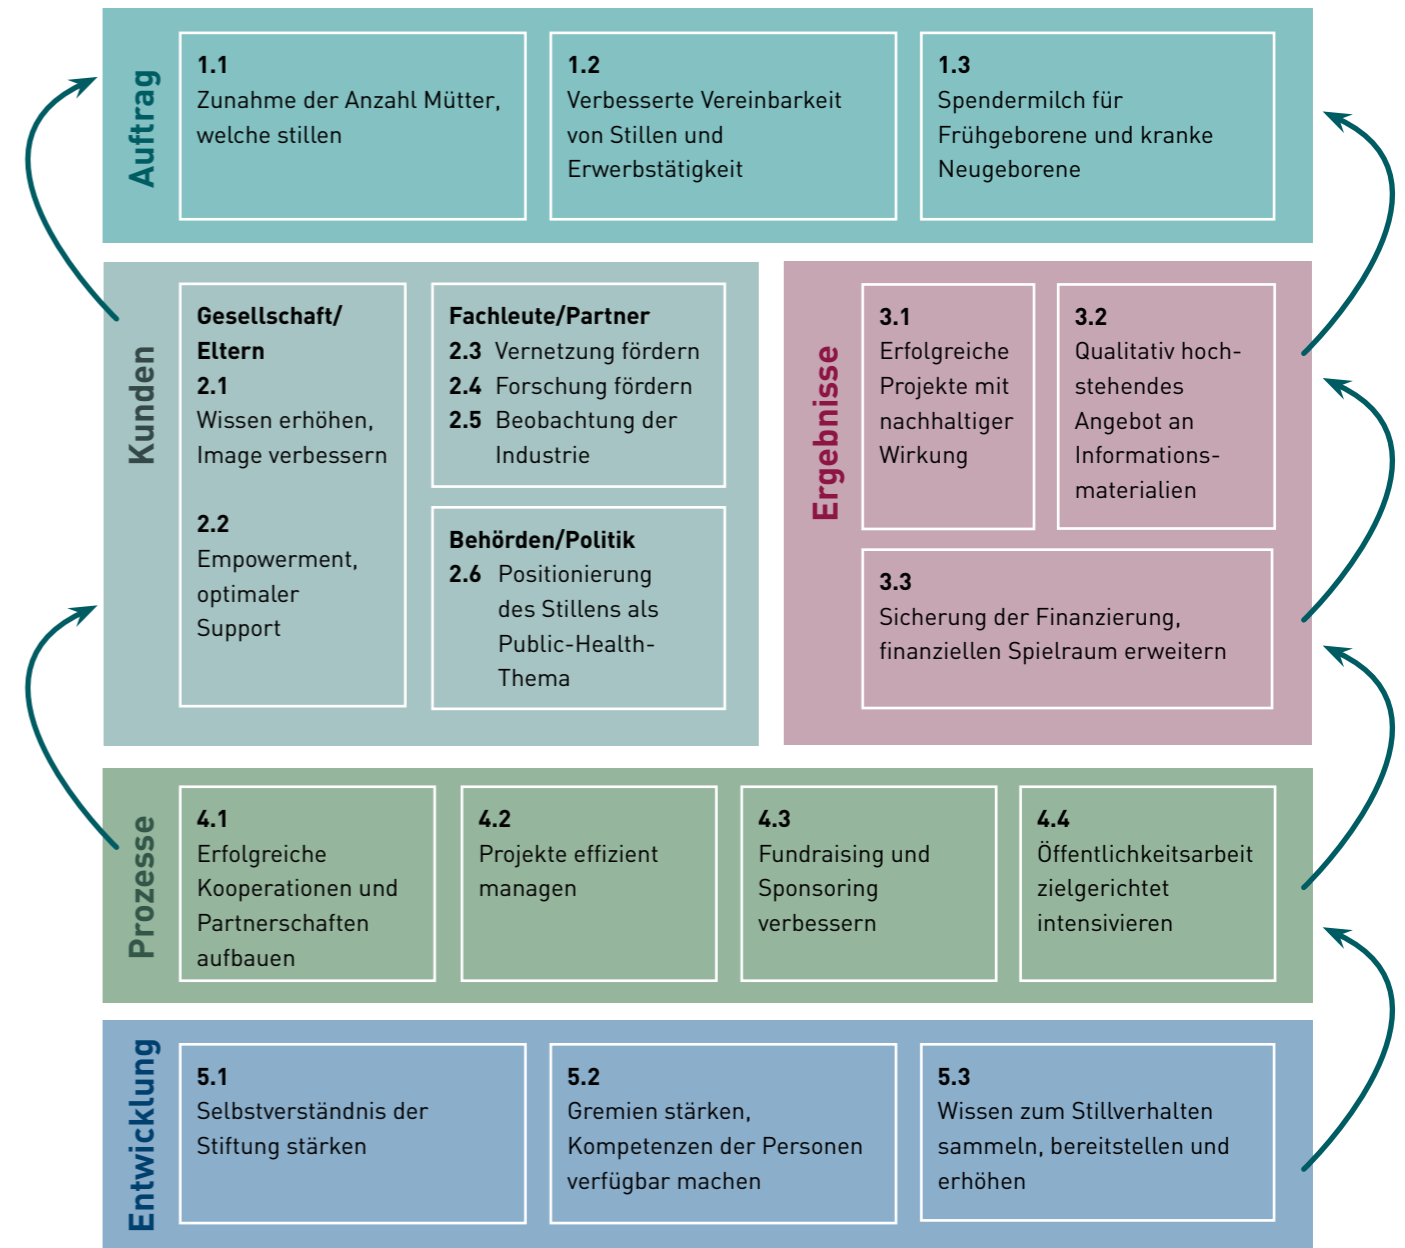 Auftrag
1.1
Zunahme der Anzahl Mütter,
welche stillen
1.2
Verbesserte Vereinbarkeit
von Stillen und
Erwerbstätigkeit
1.3
Spendermilch für
Frühgeborene und kranke
Neugeborene
Kunden
Gesellschaft/
Eltern
2.1
Wissen erhöhen,
Image verbessern
2.2
Empowerment,
optimaler
Support
Fachleute/Partner
2.3 Vernetzung fördern
2.4 Forschung fördern
2.5 Beobachtung der
Industrie
Behörden/Politik
2.6 Positionierung
des Stillens als
Public-Health-
Thema
Ergebnisse
3.1
Erfolgreiche
Projekte mit
nachhaltiger
Wirkung
3.2
Qualitativ hoch-
stehendes
Angebot an
Informations-
materialien
3.3
Sicherung der Finanzierung,
finanziellen Spielraum erweitern
Prozesse
4.1
Erfolgreiche
Kooperationen und
Partnerschaften
aufbauen
4.2
Projekte effizient
managen
4.3
Fundraising und
Sponsoring
verbessern
4.4
Öffentlichkeitsarbeit
zielgerichtet
intensivieren
Entwicklung
5.1
Selbstverständnis der
Stiftung stärken
5.2
Gremien stärken,
Kompetenzen der Personen
verfügbar machen
5.3
Wissen zum Stillverhalten
sammeln, bereitstellen und
erhöhen